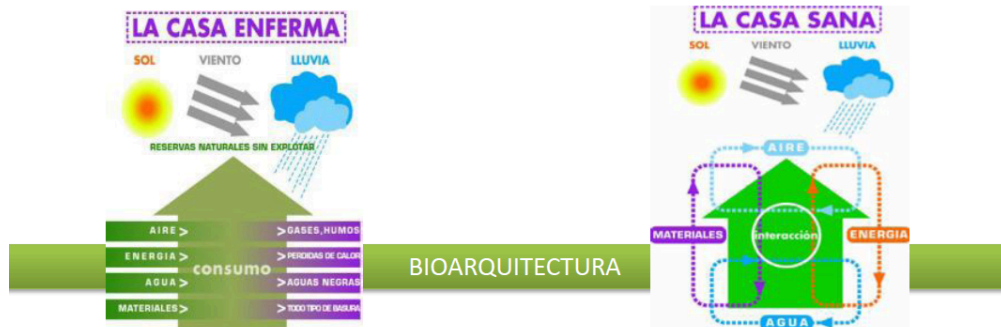 LA CASA ENFERMA
SOL VIENTO LLUVIA
RESERVAS NATURALES SIN EXPLOTAR
AIRE> >GASES,HUMOS
ENERGIA> >PERDIDAS DE CALOR
consumo
AGUA> >AGUAS NEGRAS
MATERIALES> >TODO TIPO DE BASURA
BIOARQUITECTURA
LA CASA SANA
SOL VIENTO LLUVIA
AIRE
MATERIALES interacción ENERGIA
AGUA